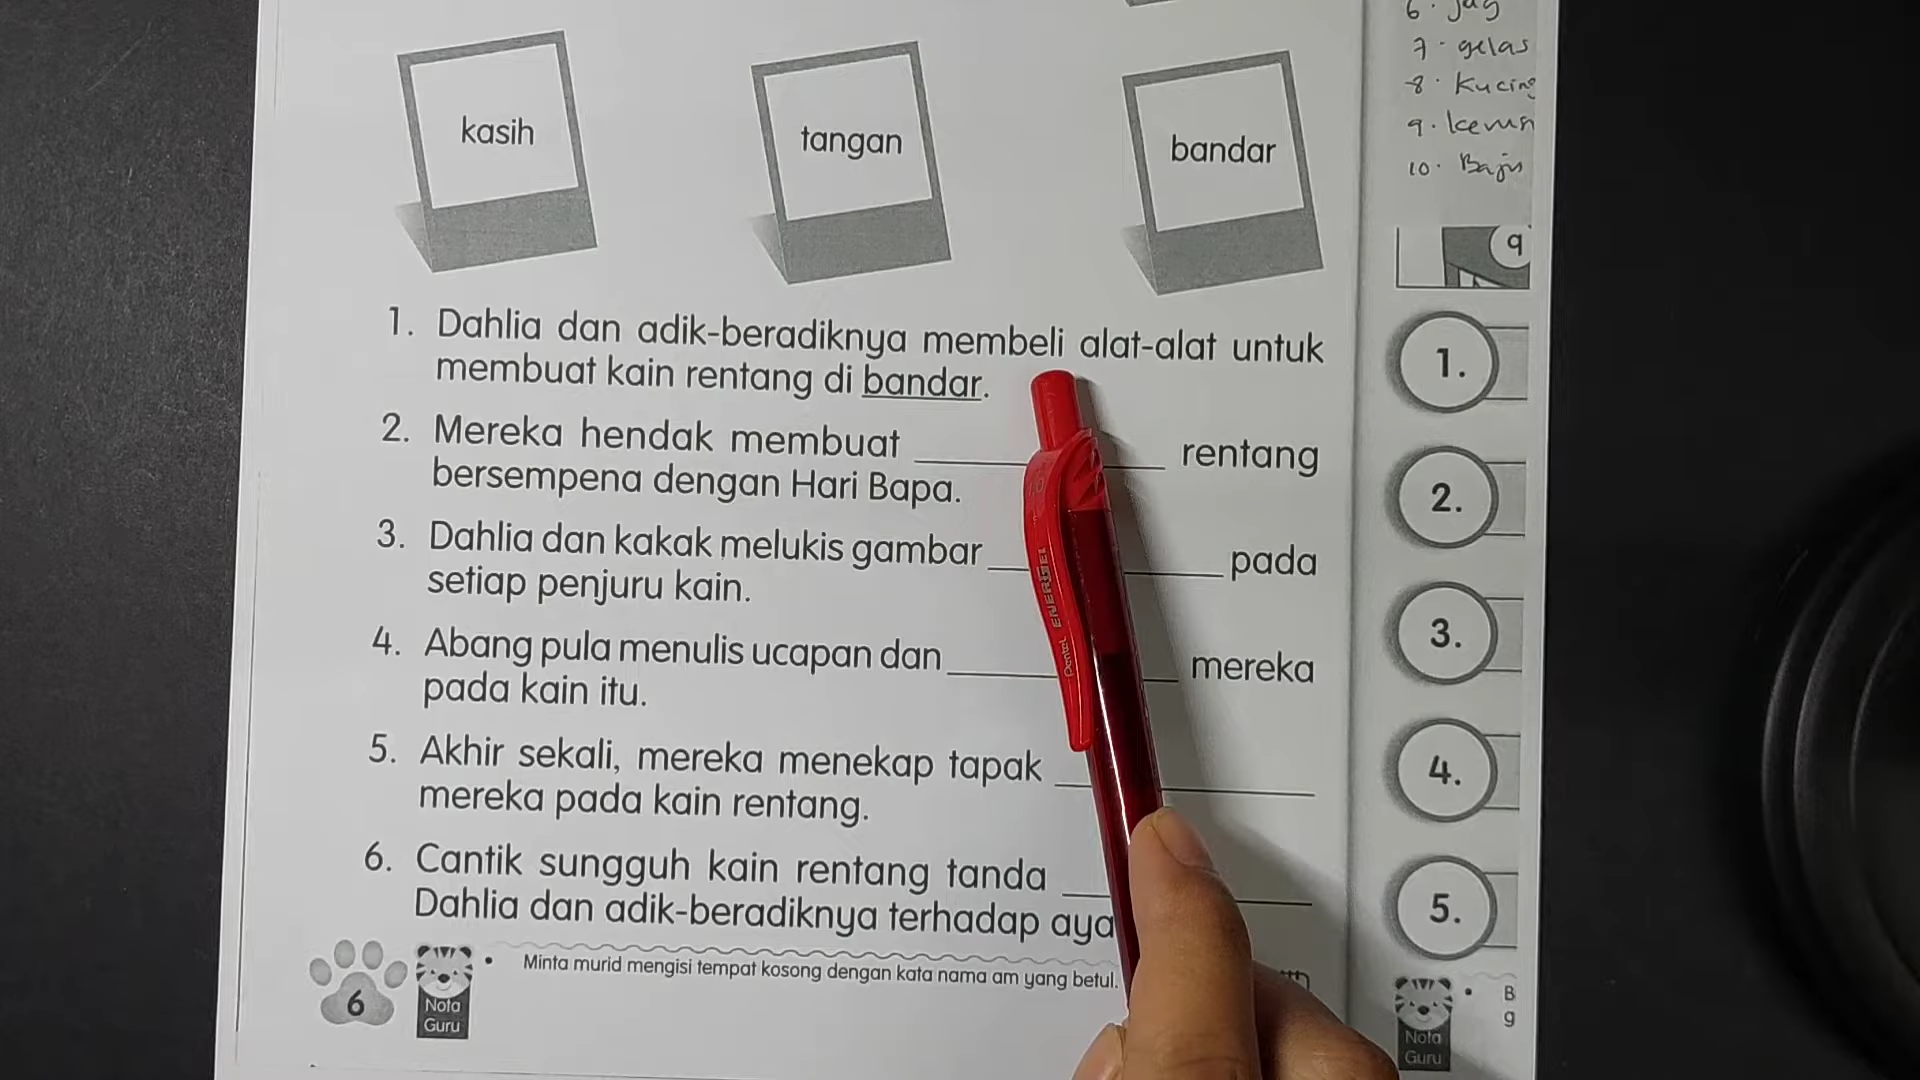 kasih
tangan
bandar
1. Dahlia dan adik-beradiknya membeli alat-alat untuk
membuat kain rentang di bandar.
2. Mereka hendak membuat rentang
bersempena dengan Hari Bapa.
3. Dahlia dan kakak melukis gambar pada
setiap penjuru kain.
4. Abang pula menulis ucapan dan mereka
pada kain itu.
5. Akhir sekali, mereka menekap tapak
mereka pada kain rentang.
6. Cantik sungguh kain rentang tanda
Dahlia dan adik-beradiknya terhadap aya
Minta murid mengisi tempat kosong dengan kata nama am yang betul.
6
Nota
Guru
Pentel ENERGEL
6. Jag
7. gelas
8. Kucing
10. Baju
9
1.
2.
3.
4.
5.
B
g
Nota
Guru